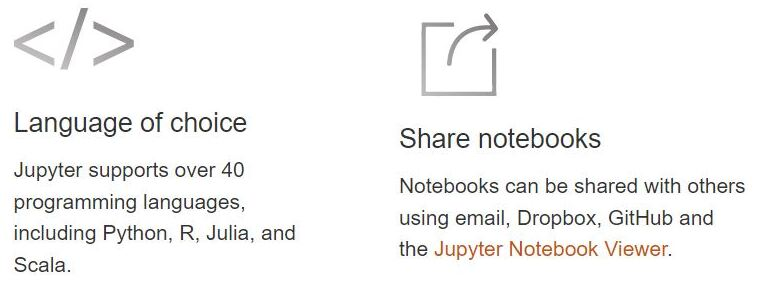 Language of choice
Jupyter supports over 40
programming languages,
including Python, R, Julia, and
Scala.
Share notebooks
Notebooks can be shared with others
using email, Dropbox, GitHub and
the Jupyter Notebook Viewer.